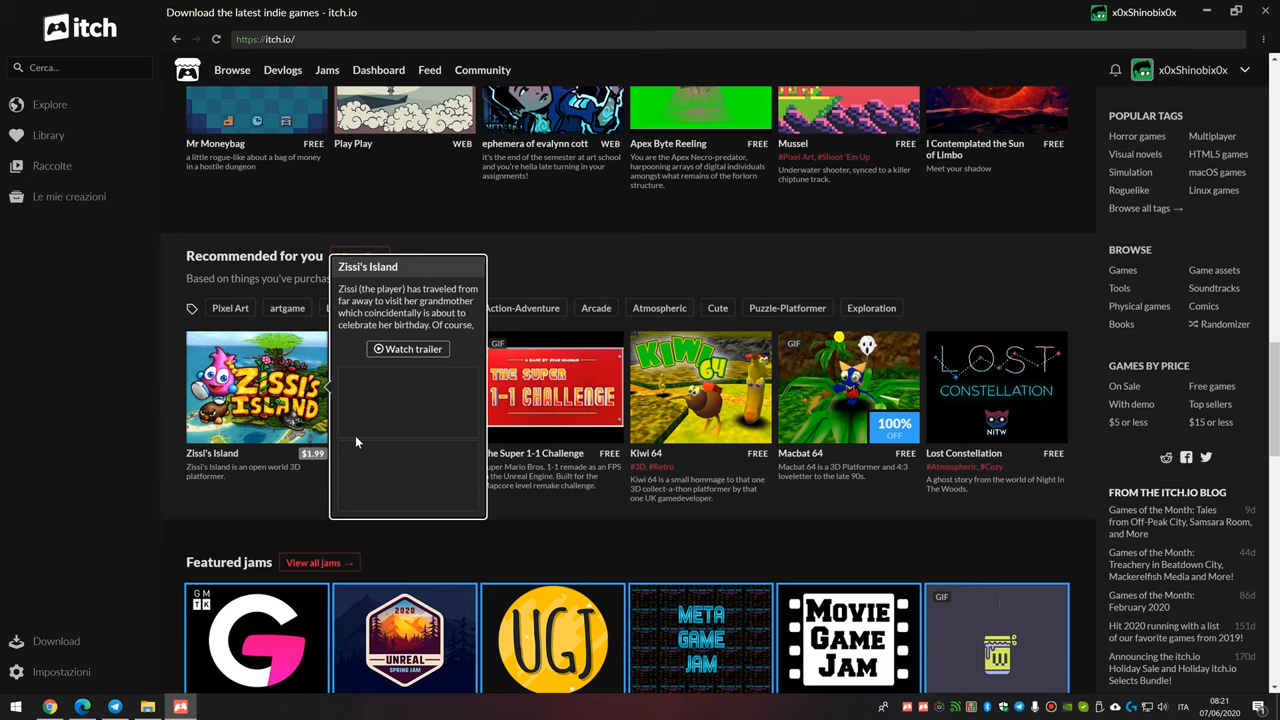 itch
Download the latest indie games - itch.io
x0xShinobix0x
https://itch.io/
Cerca...
Explore
Library
Raccolte
Le mie creazioni
Download
Impostazioni
Browse
Devlogs
Jams
Dashboard
Feed
Community
x0xShinobix0x
Mr Moneybag
FREE
a little rogue-like about a bag of money
in a hostile dungeon
Play Play
WEB
ephemera of evalynn cott
WEB
it's the end of the semester at art school
and you're hella late turning in your
assignments!
Apex Byte Reeling
FREE
You are the Apex Necro-predator,
harpooning arrays of digital individuals
amongst what remains of the forlorn
structure.
Mussel
FREE
#Pixel Art, #Shoot 'Em Up
Underwater shooter, synced to a killer
chiptune track.
I Contemplated the Sun
of Limbo
FREE
Meet your shadow
Recommended for you
Based on things you've purchas
Pixel Art
artgame
Action-Adventure
Arcade
Atmospheric
Cute
Puzzle-Platformer
Exploration
Zissi's Island
Zissi (the player) has traveled from
far away to visit her grandmother
which coincidentally is about to
celebrate her birthday. Of course,
Watch trailer
ZISSI'S
ISLAND
Zissi's Island
$1.99
Zissi's Island is an open world 3D
platformer.
GIF
A GAME BY SEAN NOONAN
THE SUPER
1-1 CHALLENGE
The Super 1-1 Challenge
FREE
Super Mario Bros. 1-1 remade as an FPS
in the Unreal Engine. Built for the
Mapcore level remake challenge.
KIWI
64
Kiwi 64
FREE
#3D, #Retro
Kiwi 64 is a small hommage to that one
3D collect-a-thon platformer by that
one UK gamedeveloper.
GIF
100%
OFF
Macbat 64
FREE
Macbat 64 is a 3D Platformer and 4:3
loveletter to the late 90s.
LOST
CONSTELLATION
NITW
Lost Constellation
FREE
#Atmospheric, #Cozy
A ghost story from the world of Night In
The Woods.
Featured jams
View all jams →
GM
TK
G
2020
UNREAL
SPRING JAM
UGJ
META
GAME
JAM
MOVIE
GAME
JAM
GIF
POPULAR TAGS
Horror games
Multiplayer
Visual novels
HTML5 games
Simulation
macOS games
Roguelike
Linux games
Browse all tags →
BROWSE
Games
Game assets
Tools
Soundtracks
Physical games
Comics
Books
Randomizer
GAMES BY PRICE
On Sale
Free games
With demo
Top sellers
$5 or less
$15 or less
FROM THE ITCH.IO BLOG
Games of the Month: Tales
from Off-Peak City, Samsara Room,
and More
9d
Games of the Month:
Teachery in Beatdown City,
Mackerelfish Media and More!
44d
Games of the Month:
February 2020
86d
Hit 2020 running with a list
of our favorite games from 2019!
151d
Announcing the itch.io
Holiday Sale and Holiday itch.io
Selects Bundle!
170d
ITA
08:21
07/06/2020